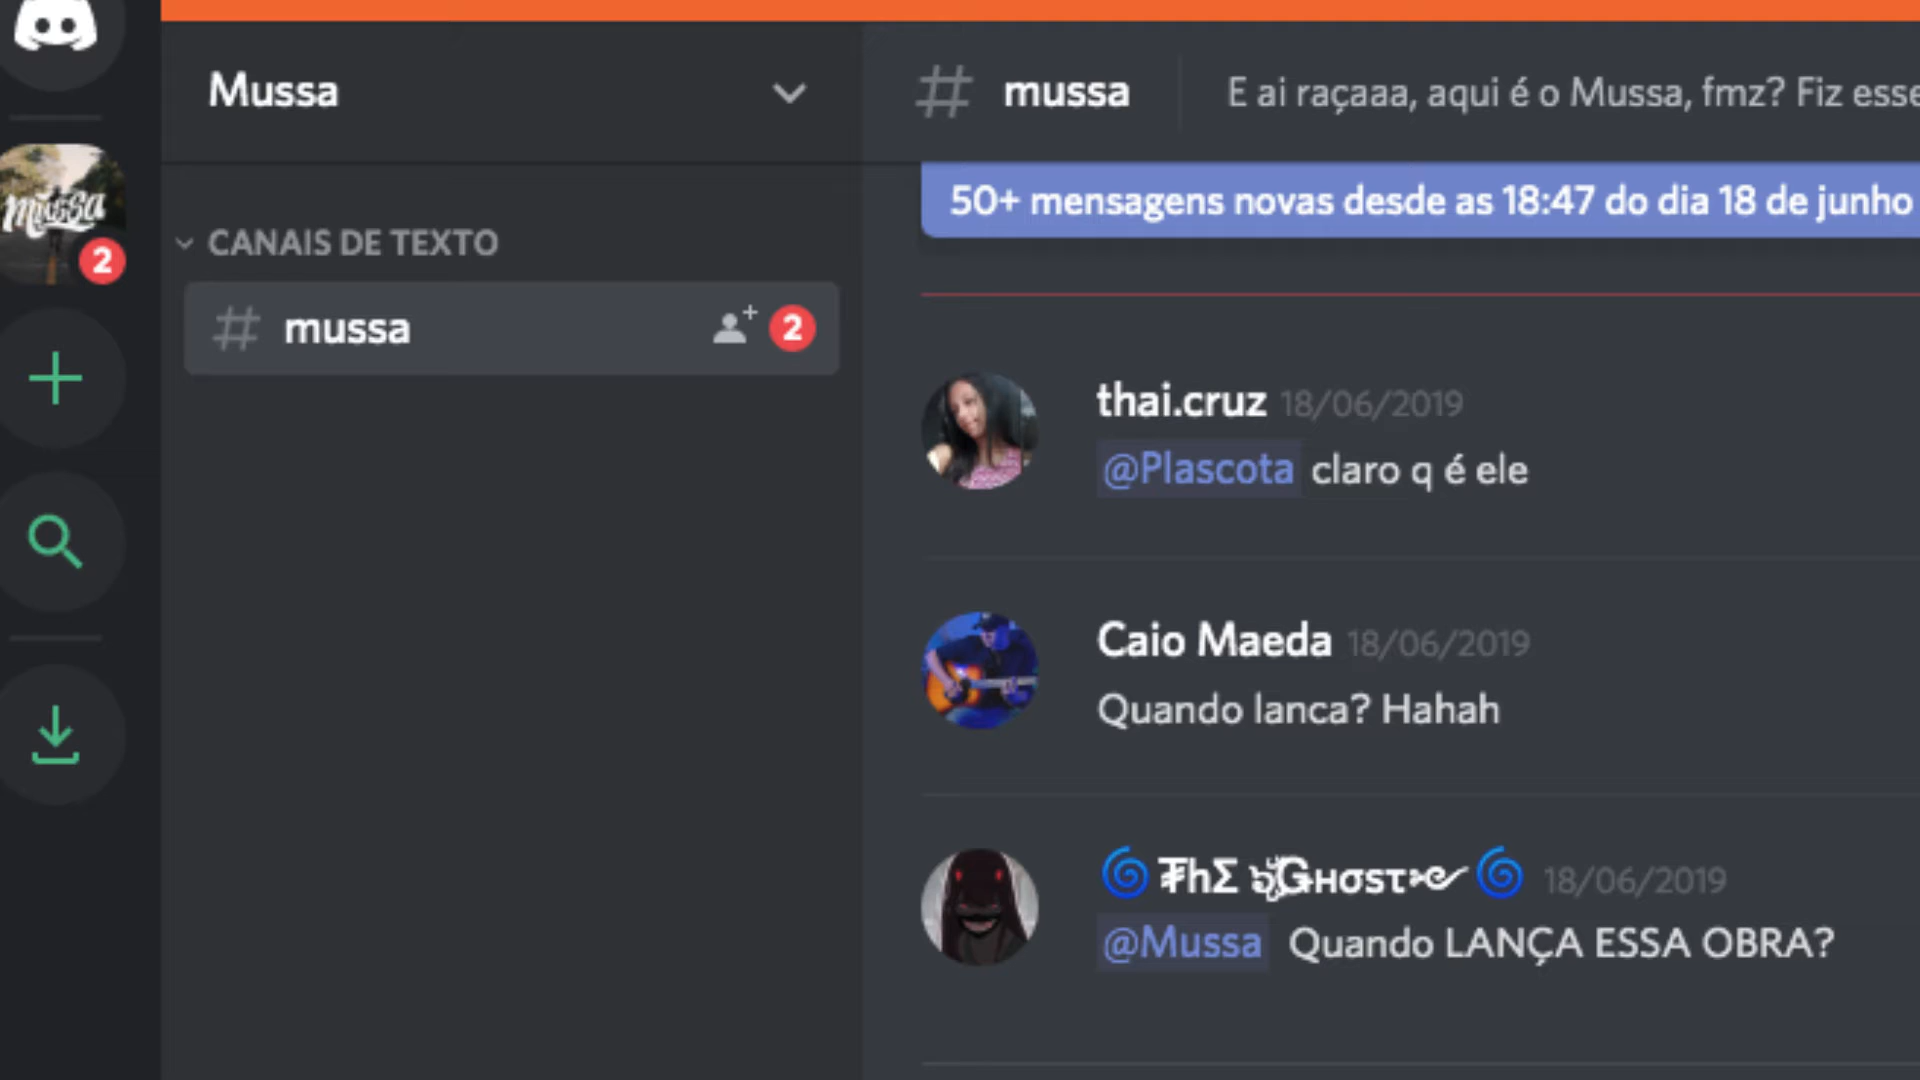 Mussa
# mussa
E ai raçaaa, aqui é o Mussa, fmz? Fiz esse
50+ mensagens novas desde as 18:47 do dia 18 de junho
mussa
2
CANAIS DE TEXTO
# mussa 2
thai.cruz 18/06/2019
@Plascota claro q é ele
Caio Maeda 18/06/2019
Quando lanca? Hahah
18/06/2019
@Mussa Quando LANÇA ESSA OBRA?